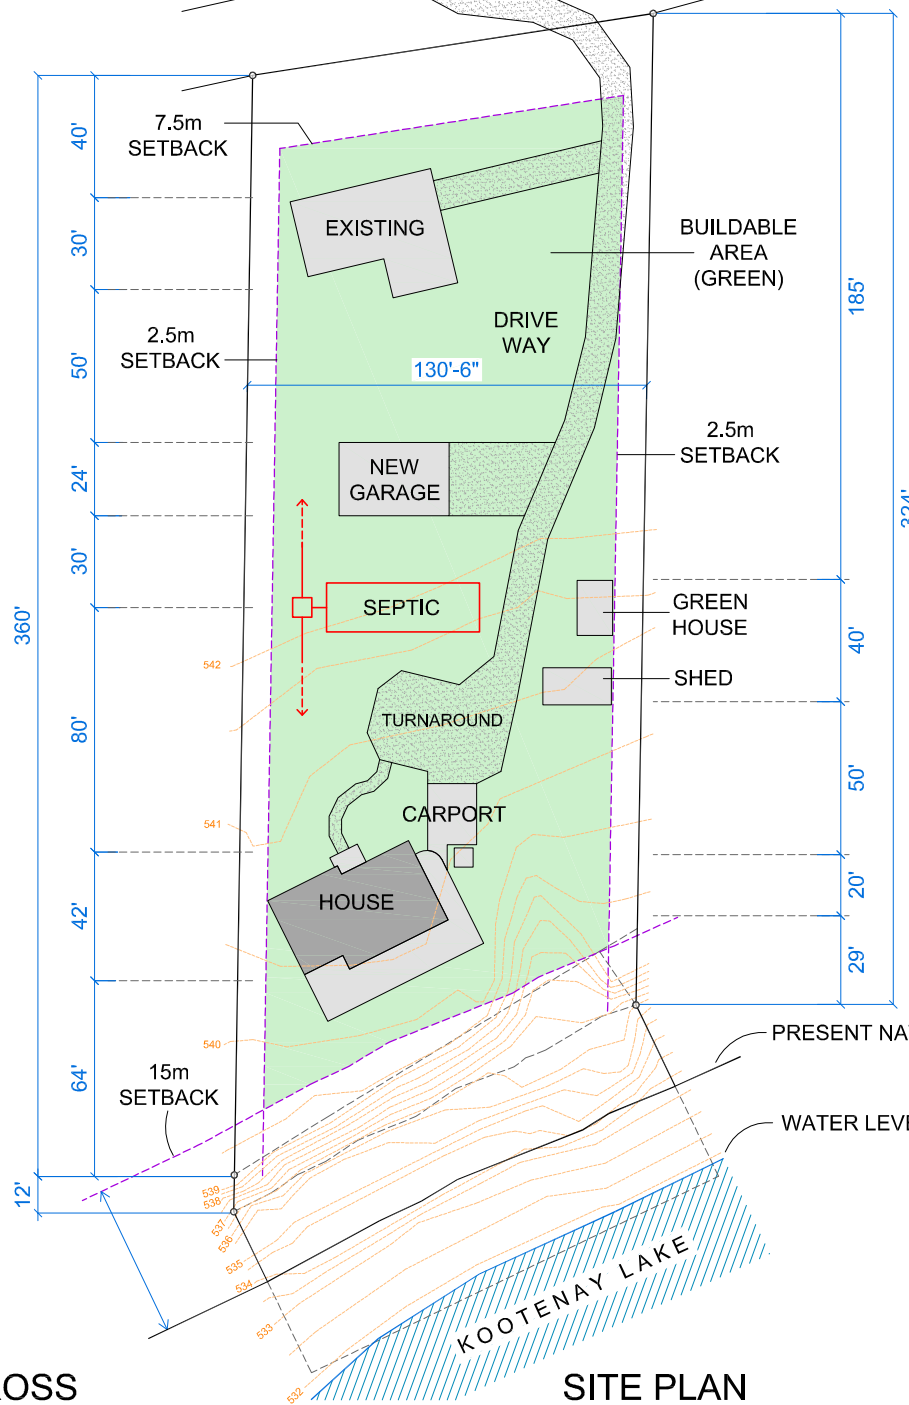 7.5m
SETBACK
40'
EXISTING
BUILDABLE
AREA
(GREEN)
30'
185'
DRIVE
WAY
2.5m
SETBACK
50'
130'-6"
2.5m
SETBACK
NEW
GARAGE
24'
324'
30'
360'
SEPTIC
GREEN
HOUSE
40'
542
SHED
80'
TURNAROUND
50'
541
CARPORT
20'
HOUSE
42'
29'
PRESENT NA
540
15m
SETBACK
64'
WATER LEVE
12'
539
538
537
536
535
534
533
532
KOOTENAY LAKE
ROSS
SITE PLAN